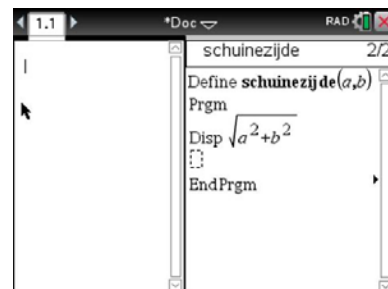 1.1 *Doc RAD
schuinezijde 2/2
Define schuinezijde(a,b)
Prgm
Disp √a²+b²
EndPrgm